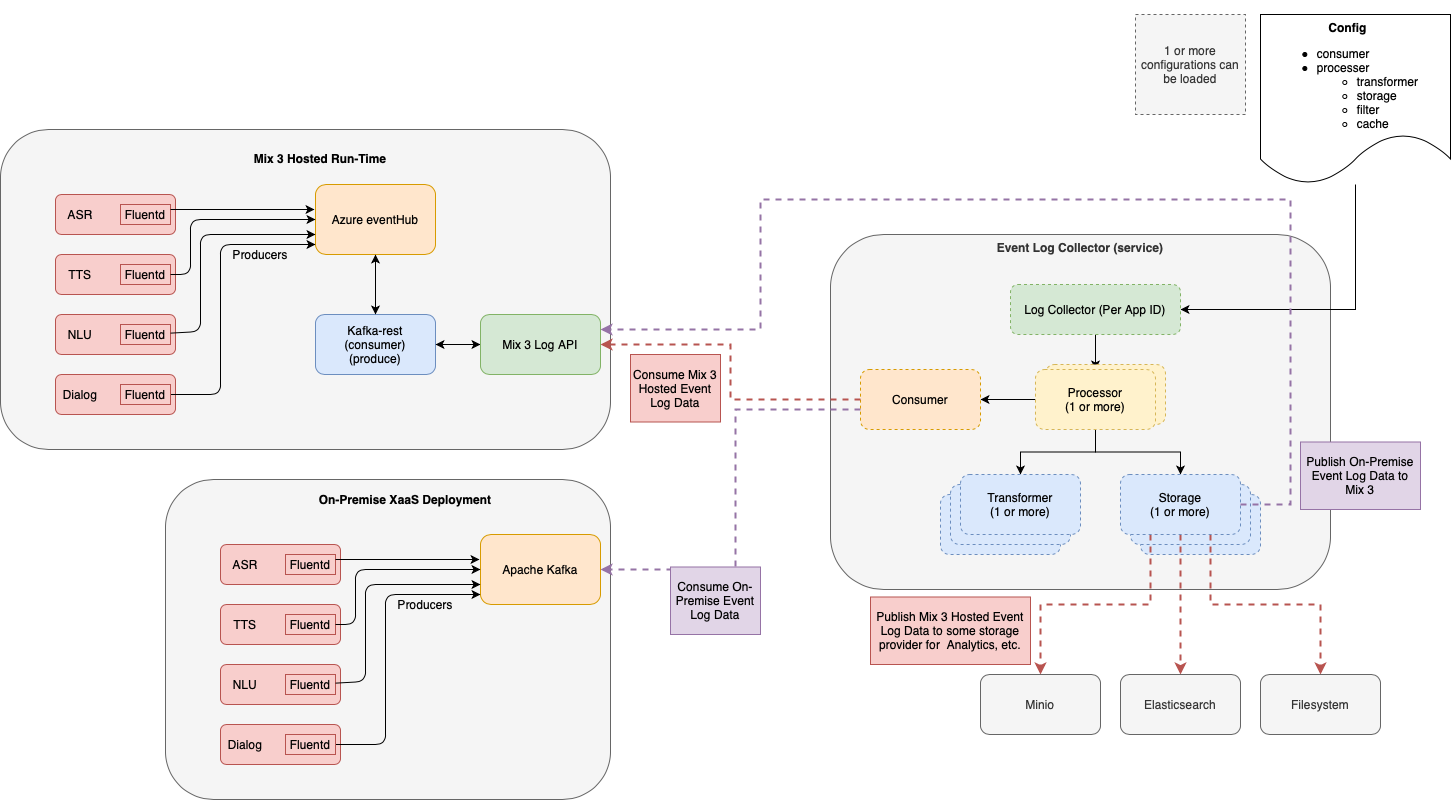 1 or more
configurations can
be loaded
Config
consumer
processer
transformer
storage
filter
cache
Mix 3 Hosted Run-Time
ASR Fluentd
TTS Fluentd
NLU Fluentd
Dialog Fluentd
Producers
Azure eventHub
Kafka-rest
(consumer)
(produce)
Mix 3 Log API
Consume Mix 3
Hosted Event
Log Data
Event Log Collector (service)
Log Collector (Per App ID)
Consumer
Processor
(1 or more)
Transformer
(1 or more)
Storage
(1 or more)
Publish On-Premise
Event Log Data to
Mix 3
On-Premise XaaS Deployment
ASR Fluentd
TTS Fluentd
NLU Fluentd
Dialog Fluentd
Producers
Apache Kafka
Consume On-
Premise Event
Log Data
Publish Mix 3 Hosted Event
Log Data to some storage
provider for Analytics, etc.
Minio
Elasticsearch
Filesystem